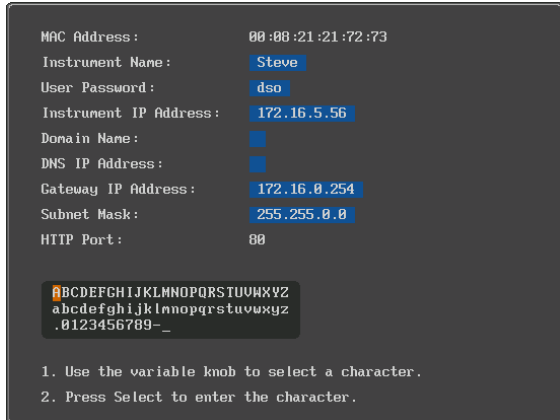 MAC Address: 00:08:21:21:72:73
Instrument Name: Steve
User Password: dso
Instrument IP Address: 172.16.5.56
Domain Name:
DNS IP Address:
Gateway IP Address: 172.16.0.254
Subnet Mask: 255.255.0.0
HTTP Port: 80
ABCDEFGHIJKLMNOPQRSTUVWXYZ
abcdefghijklmnopqrstuvwxyz
.0123456789-_
1. Use the variable knob to select a character.
2. Press Select to enter the character.